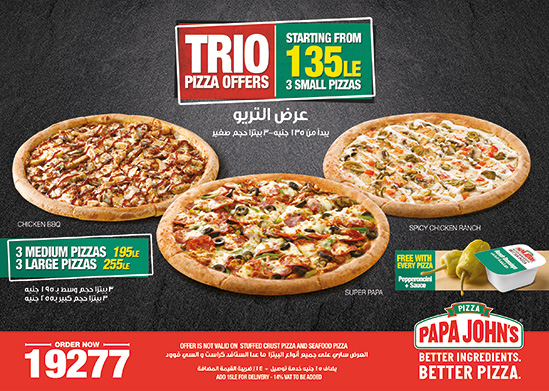 TRIO
PIZZA OFFERS
STARTING FROM
135LE
3 SMALL PIZZAS
عرض التريو
يبدأ من ١٣٥ جنيه-٣ بيتزا حجم صغير
CHICKEN BBQ
SPICY CHICKEN RANCH
SUPER PAPA
3 MEDIUM PIZZAS 195LE
3 LARGE PIZZAS 255LE
٣ بيتزا حجم وسط بـ ١٩٥ جنيه
٣ بيتزا حجم كبير بـ ٢٥٥ جنيه
FREE WITH
EVERY PIZZA
Pepperoncini
+ Sauce
ORDER NOW
19277
OFFER IS NOT VALID ON STUFFED CRUST PIZZA AND SEAFOOD PIZZA
العرض ساري على جميع أنواع البيتزا ما عدا الستافد كراست و السي فوود
يضاف ١٥ جنيه خدمة توصيل - ١٤٪ ضريبة القيمة المضافة
ADD 15LE FOR DELIVERY - 14% VAT TO BE ADDED
PIZZA
PAPA JOHN'S
BETTER INGREDIENTS.
BETTER PIZZA.